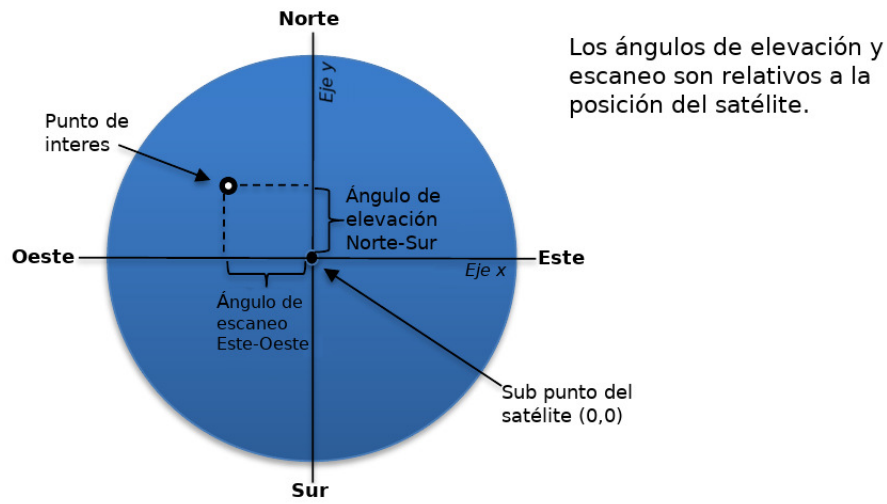 Norte
Los ángulos de elevación y
escaneo son relativos a la
posición del satélite.
Eje y
Punto de
interes
Ángulo de
elevación
Norte-Sur
Oeste
Este
Eje x
Ángulo de
escaneo
Este-Oeste
Sub punto del
satélite (0,0)
Sur